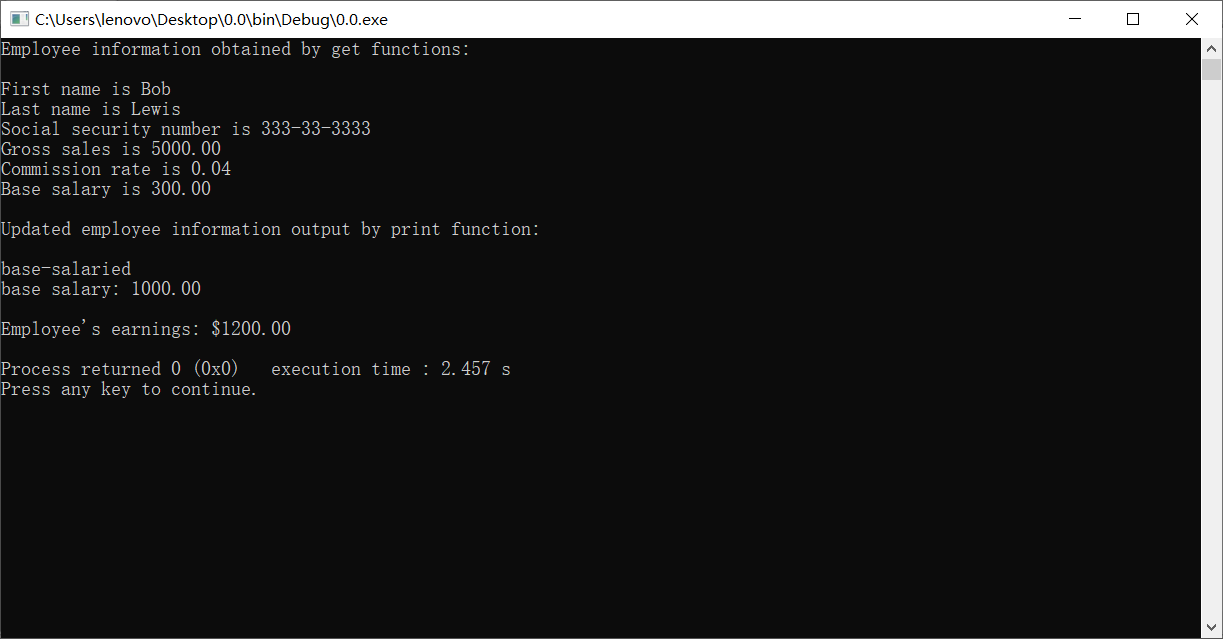 C:\Users\lenovo\Desktop\0.0\bin\Debug\0.0.exe
Employee information obtained by get functions:
First name is Bob
Last name is Lewis
Social security number is 333-33-3333
Gross sales is 5000.00
Commission rate is 0.04
Base salary is 300.00
Updated employee information output by print function:
base-salaried
base salary: 1000.00
Employee's earnings: $1200.00
Process returned 0 (0x0)   execution time : 2.457 s
Press any key to continue.